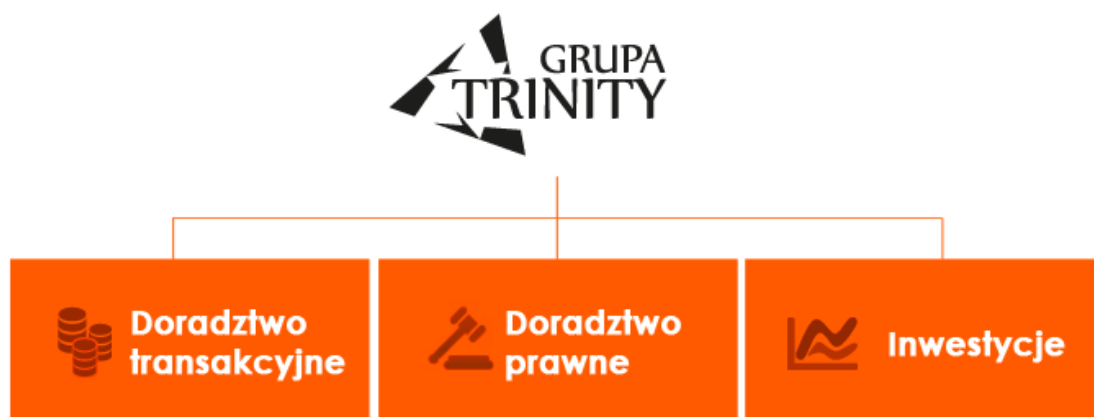 GRUPA
TRINITY
Doradztwo
transakcyjne
Doradztwo
prawne
Inwestycje